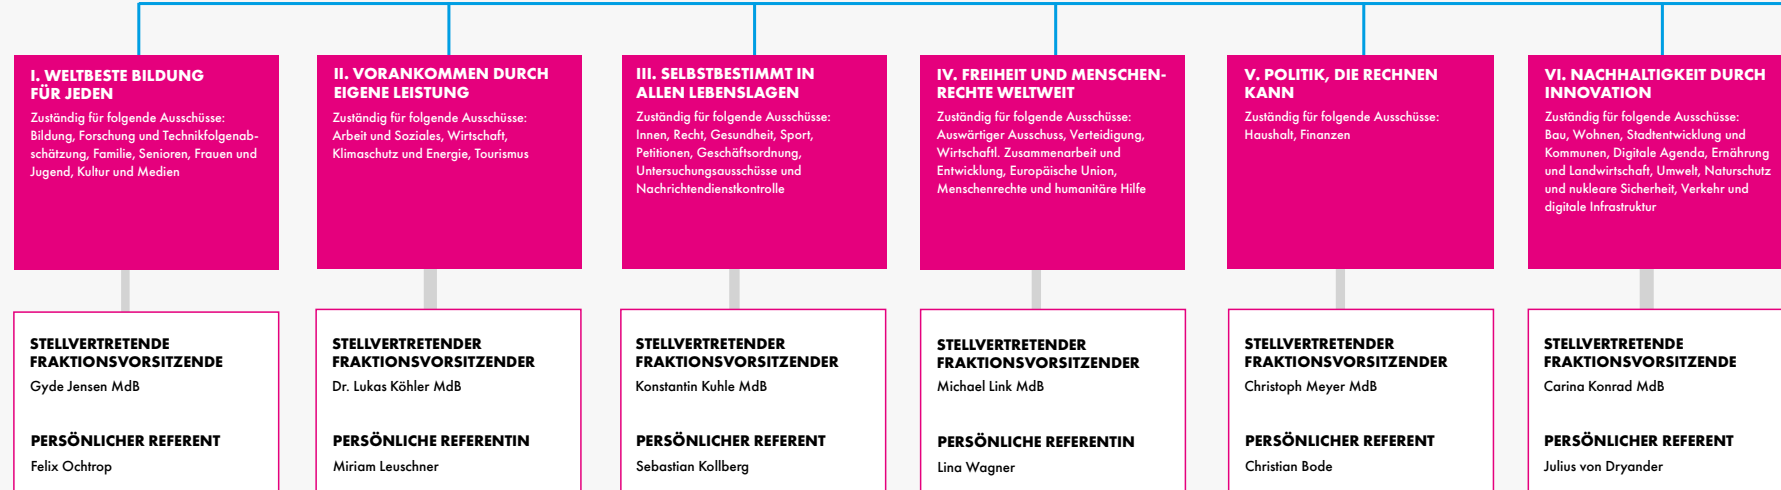 I. WELTBESTE BILDUNG
FÜR JEDEN
Zuständig für folgende Ausschüsse:
Bildung, Forschung und Technikfolgenab-
schätzung, Familie, Senioren, Frauen und
Jugend, Kultur und Medien
II. VORANKOMMEN DURCH
EIGENE LEISTUNG
Zuständig für folgende Ausschüsse:
Arbeit und Soziales, Wirtschaft,
Klimaschutz und Energie, Tourismus
III. SELBSTBESTIMMT IN
ALLEN LEBENSLAGEN
Zuständig für folgende Ausschüsse:
Innen, Recht, Gesundheit, Sport,
Petitionen, Geschäftsordnung,
Untersuchungsausschüsse und
Nachrichtendienstkontrolle
IV. FREIHEIT UND MENSCHEN-
RECHTE WELTWEIT
Zuständig für folgende Ausschüsse:
Auswärtiger Ausschuss, Verteidigung,
Wirtschaftl. Zusammenarbeit und
Entwicklung, Europäische Union,
Menschenrechte und humanitäre Hilfe
V. POLITIK, DIE RECHNEN
KANN
Zuständig für folgende Ausschüsse:
Haushalt, Finanzen
VI. NACHHALTIGKEIT DURCH
INNOVATION
Zuständig für folgende Ausschüsse:
Bau, Wohnen, Stadtentwicklung und
Kommunen, Digitale Agenda, Ernährung
und Landwirtschaft, Umwelt, Naturschutz
und nukleare Sicherheit, Verkehr und
digitale Infrastruktur
STELLVERTRETENDE
FRAKTIONSVORSITZENDE
Gyde Jensen MdB
PERSÖNLICHER REFERENT
Felix Ochtrop
STELLVERTRETENDER
FRAKTIONSVORSITZENDER
Dr. Lukas Köhler MdB
PERSÖNLICHE REFERENTIN
Miriam Leuschner
STELLVERTRETENDER
FRAKTIONSVORSITZENDER
Konstantin Kuhle MdB
PERSÖNLICHER REFERENT
Sebastian Kollberg
STELLVERTRETENDER
FRAKTIONSVORSITZENDER
Michael Link MdB
PERSÖNLICHE REFERENTIN
Lina Wagner
STELLVERTRETENDER
FRAKTIONSVORSITZENDER
Christoph Meyer MdB
PERSÖNLICHER REFERENT
Christian Bode
STELLVERTRETENDE
FRAKTIONSVORSITZENDE
Carina Konrad MdB
PERSÖNLICHER REFERENT
Julius von Dryander